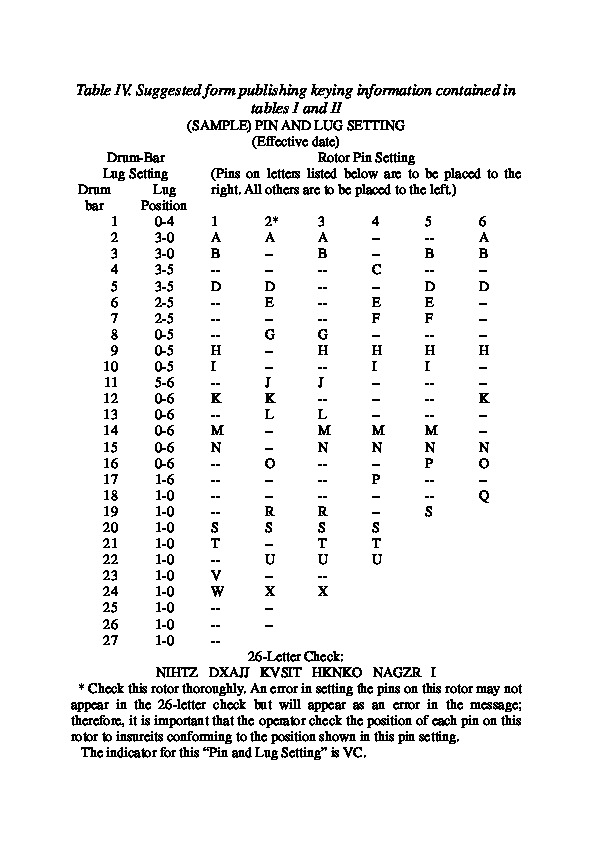 Table IV. Suggested form publishing keying information contained in
tables I and II
(SAMPLE) PIN AND LUG SETTING
(Effective date)
Drum-Bar Rotor Pin Setting
Lug Setting (Pins on letters listed below are to be placed to the
Drum Lug right. All others are to be placed to the left.)
bar Position
1 0-4 1 2* 3 4 5 6
2 3-0 A A A – -- A
3 3-0 B – B – B B
4 3-5 -- – -- C -- –
5 3-5 D D -- – D D
6 2-5 -- E -- E E –
7 2-5 -- – -- F F –
8 0-5 -- G G – -- –
9 0-5 H – H H H H
10 0-5 I – -- I I –
11 5-6 -- J J – -- –
12 0-6 K K -- – -- K
13 0-6 -- L L – -- –
14 0-6 M – M M M –
15 0-6 N – N N N N
16 0-6 -- O -- – P O
17 1-6 -- – -- P -- –
18 1-0 -- – -- – -- Q
19 1-0 -- R R – S
20 1-0 S S S S
21 1-0 T – T T
22 1-0 -- U U U
23 1-0 V – --
24 1-0 W X X
25 1-0 -- –
26 1-0 -- –
27 1-0 --
26-Letter Check:
NIHTZ DXAJJ KVSIT HKNKO NAGZR I
* Check this rotor thoroughly. An error in setting the pins on this rotor may not
appear in the 26-letter check but will appear as an error in the message;
therefore, it is important that the operator check the position of each pin on this
rotor to insureits conforming to the position shown in this pin setting.
The indicator for this “Pin and Lug Setting” is VC.